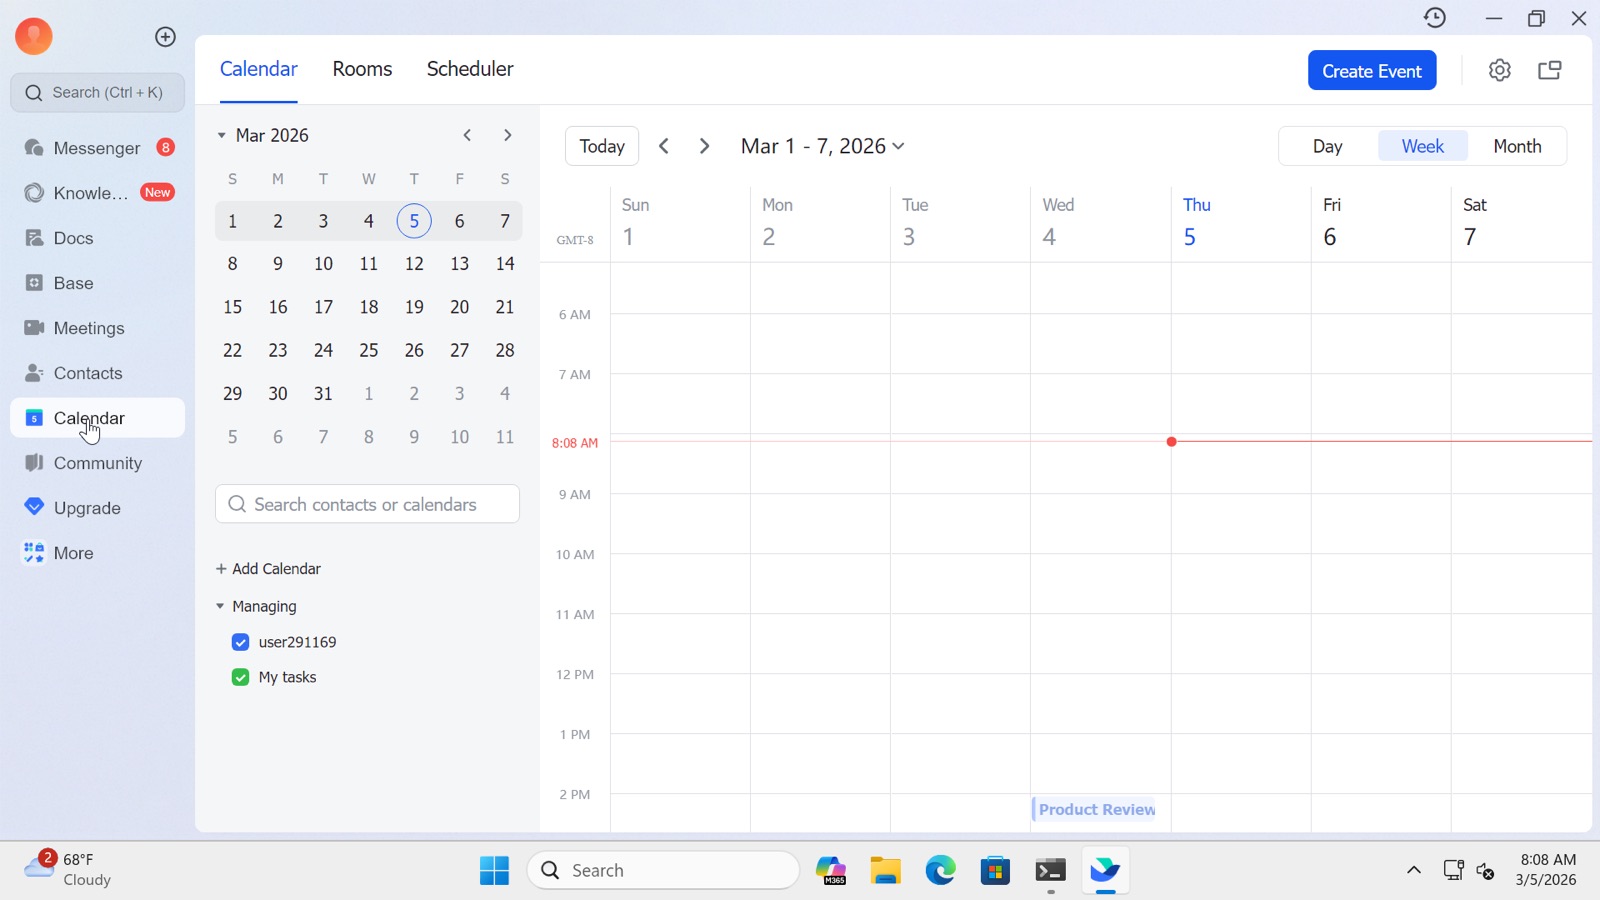 Search (Ctrl + K)
Messenger 8
Knowle... New
Docs
Base
Meetings
Contacts
5 Calendar
Community
Upgrade
More
Calendar Rooms Scheduler
Create Event
Mar 2026
S M T W T F S
1 2 3 4 5 6 7
8 9 10 11 12 13 14
15 16 17 18 19 20 21
22 23 24 25 26 27 28
29 30 31 1 2 3 4
5 6 7 8 9 10 11
Search contacts or calendars
+ Add Calendar
Managing
user291169
My tasks
Today Mar 1 - 7, 2026
Day Week Month
Sun Mon Tue Wed Thu Fri Sat
GMT-8 1 2 3 4 5 6 7
6 AM
7 AM
8:08 AM
9 AM
10 AM
11 AM
12 PM
1 PM
2 PM
Product Review
2 68°F
Cloudy
Search
M365
8:08 AM
3/5/2026